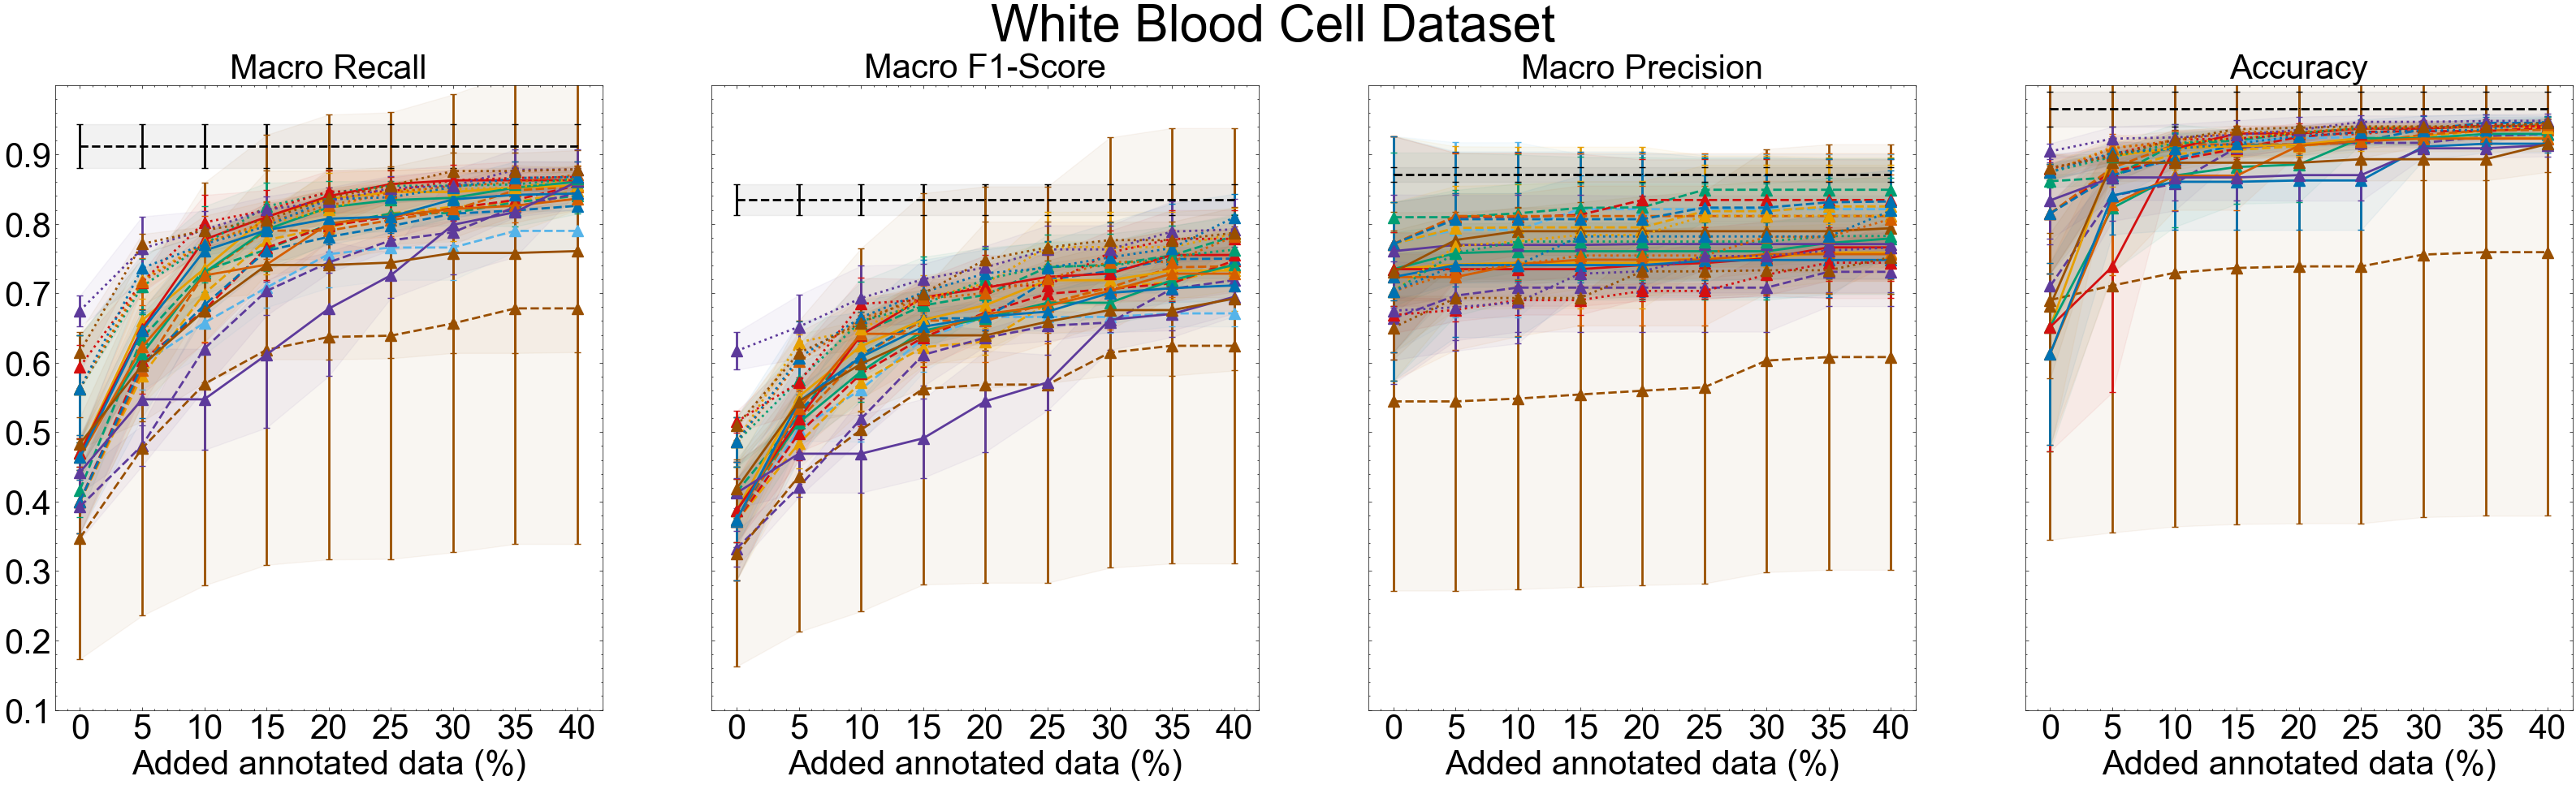 White Blood Cell Dataset
Macro Recall
Macro F1-Score
Macro Precision
Accuracy
0.9
0.8
0.7
0.6
0.5
0.4
0.3
0.2
0.1
0 5 10 15 20 25 30 35 40
0 5 10 15 20 25 30 35 40
0 5 10 15 20 25 30 35 40
0 5 10 15 20 25 30 35 40
Added annotated data (%)
Added annotated data (%)
Added annotated data (%)
Added annotated data (%)